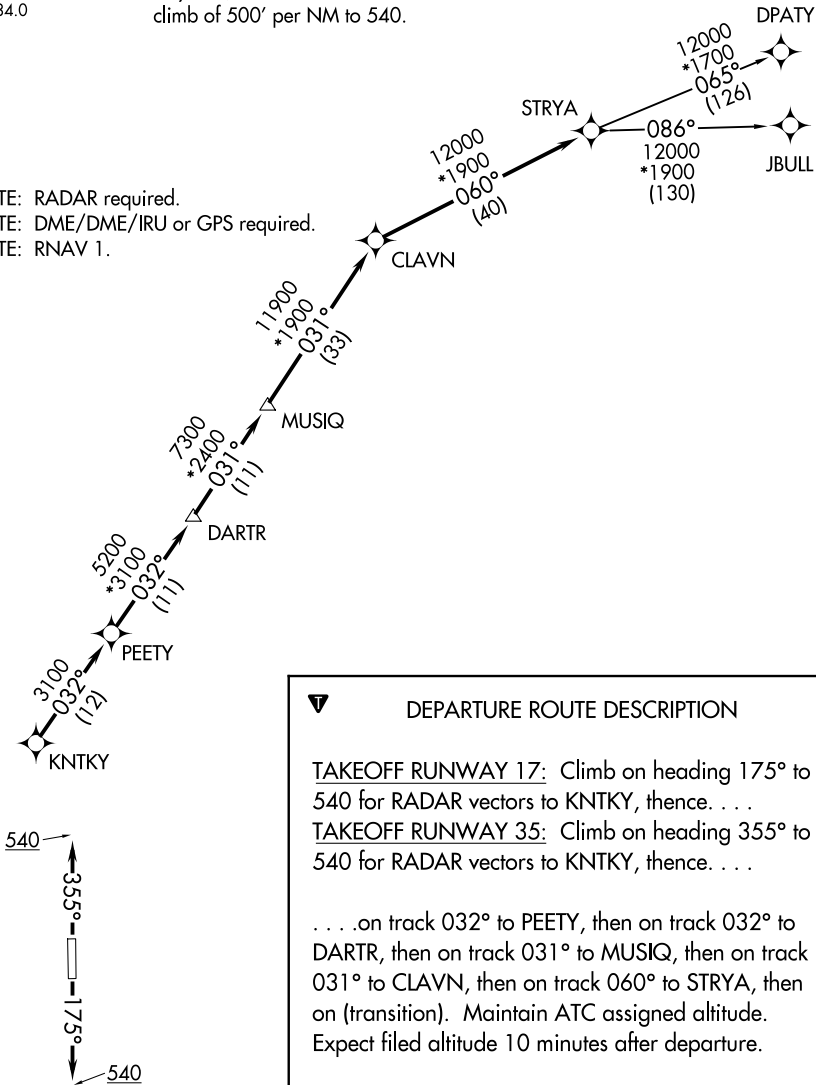 34.0
climb of 500' per NM to 540.
DPATY
12000
*1700
065°
(126)
STRYA
086°
12000
*1900
(130)
JBULL
12000
*1900
060°
(40)
TE: RADAR required.
TE: DME/DME/IRU or GPS required.
TE: RNAV 1.
CLAVN
11900
*1900
031°
(33)
MUSIQ
7300
*2400
031°
(11)
DARTR
5200
*3100
032°
(11)
PEETY
3100
032°
(12)
KNTKY
T
DEPARTURE ROUTE DESCRIPTION
TAKEOFF RUNWAY 17: Climb on heading 175° to
540 for RADAR vectors to KNTKY, thence. . . .
TAKEOFF RUNWAY 35: Climb on heading 355° to
540 for RADAR vectors to KNTKY, thence. . . .
. . . .on track 032° to PEETY, then on track 032° to
DARTR, then on track 031° to MUSIQ, then on track
031° to CLAVN, then on track 060° to STRYA, then
on (transition). Maintain ATC assigned altitude.
Expect filed altitude 10 minutes after departure.
540
355°
175°
540